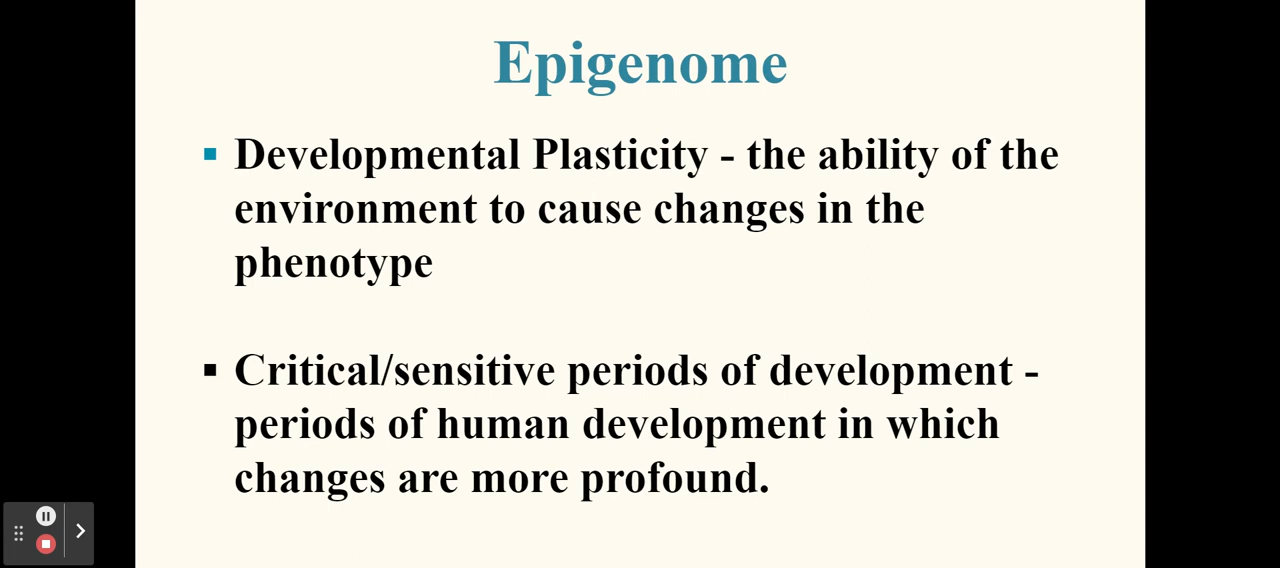 Epigenome
Developmental Plasticity - the ability of the
environment to cause changes in the
phenotype
Critical/sensitive periods of development -
periods of human development in which
changes are more profound.